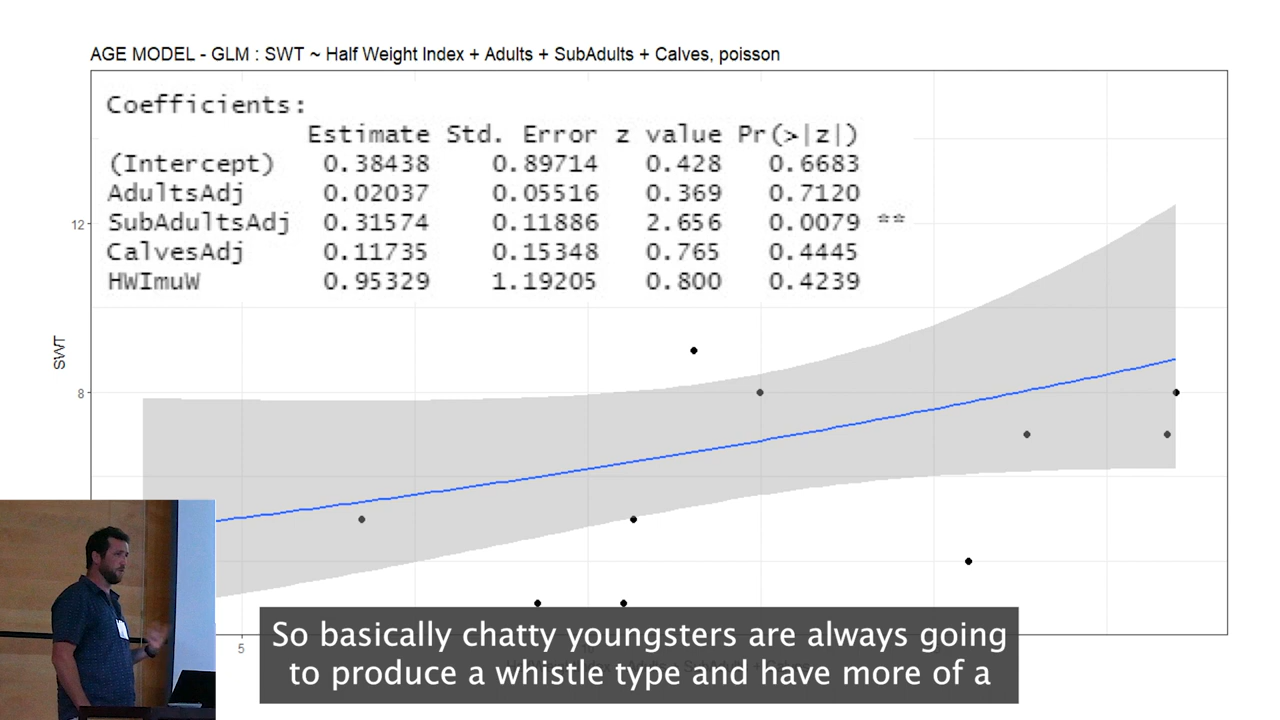 AGE MODEL - GLM : SWT ~ Half Weight Index + Adults + SubAdults + Calves, poisson
Coefficients:
Estimate Std. Error z value Pr(>|z|)
(Intercept) 0.38438 0.89714 0.428 0.6683
AdultsAdj 0.02037 0.05516 0.369 0.7120
SubAdultsAdj 0.31574 0.11886 2.656 0.0079 **
CalvesAdj 0.11735 0.15348 0.765 0.4445
HWImuW 0.95329 1.19205 0.800 0.4239
12
SWT
8
5
So basically chatty youngsters are always going
to produce a whistle type and have more of a